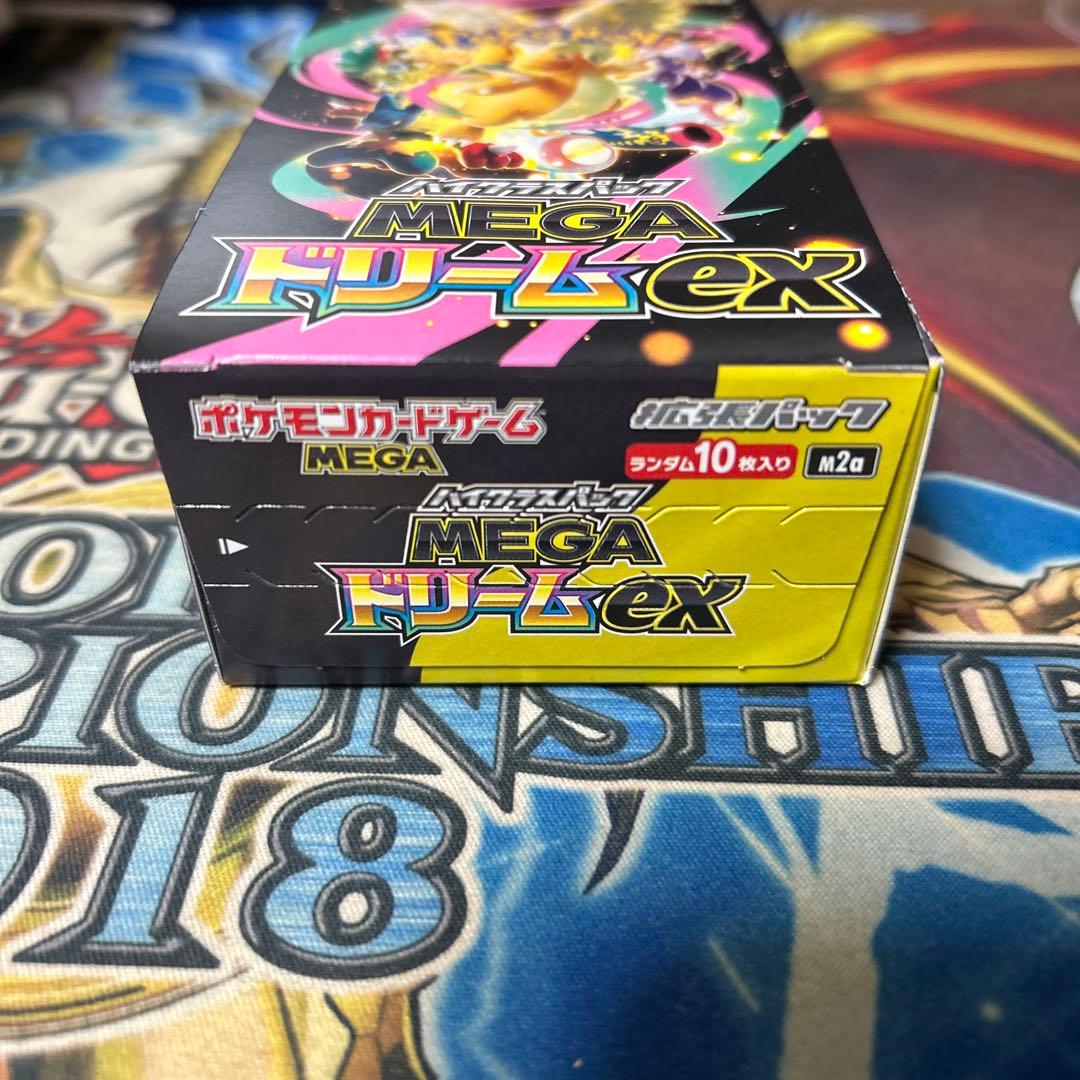 ハイクラスパック
MEGA
ドリームex
ポケモンカードゲーム
MEGA
拡張パック
ランダム10枚入り
M2a
ハイクラスパック
MEGA
ドリームex
PIONSHIP
018